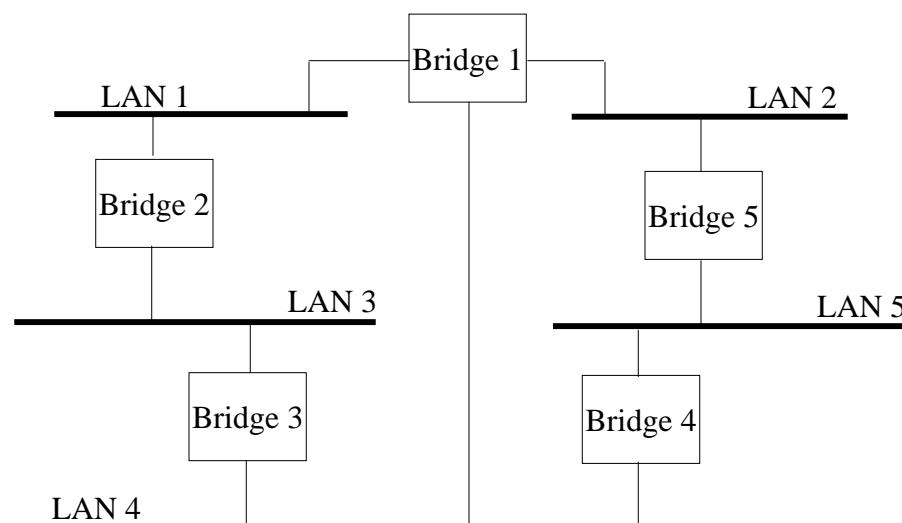 Bridge 1
LAN 1
LAN 2
Bridge 2
Bridge 5
LAN 3
LAN 5
Bridge 3
Bridge 4
LAN 4